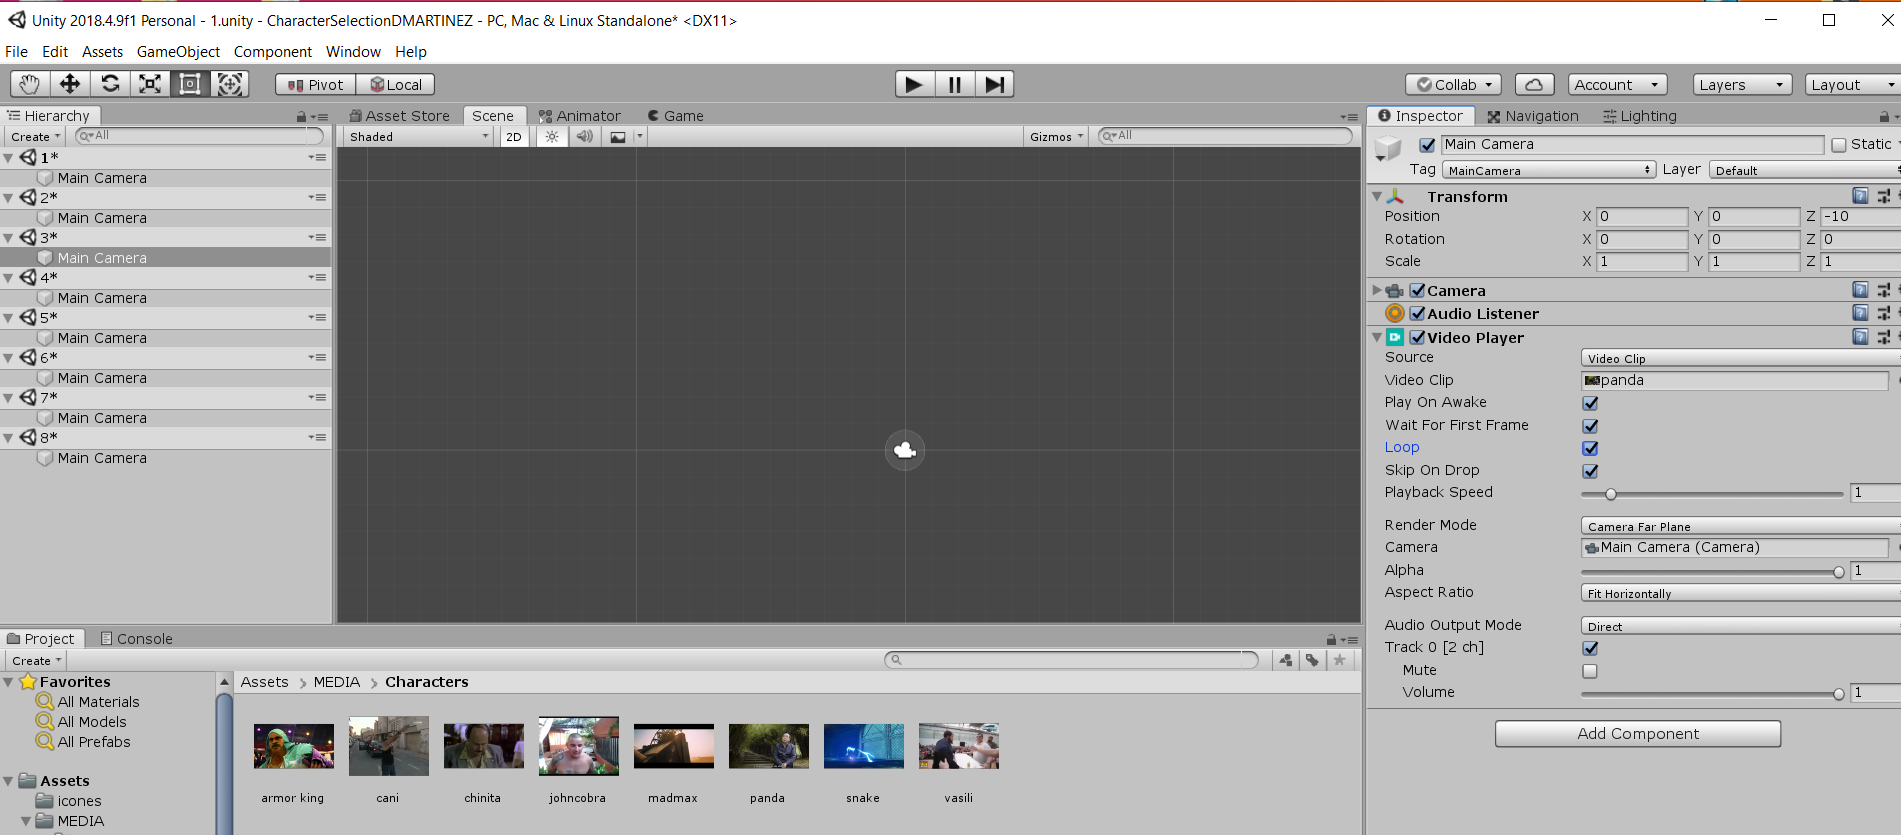 Unity 2018.4.9f1 Personal - 1.unity - CharacterSelectionDMARTINEZ - PC, Mac & Linux Standalone* <DX11>
File Edit Assets GameObject Component Window Help
Pivot Local Collab Account Layers Layout
Hierarchy
Create All
1*
Main Camera
2*
Main Camera
3*
Main Camera
4*
Main Camera
5*
Main Camera
6*
Main Camera
7*
Main Camera
8*
Main Camera
Asset Store Scene Animator Game
Shaded 2D Gizmos All
Inspector Navigation Lighting
Main Camera Static
Tag MainCamera Layer Default
Transform
Position X 0 Y 0 Z -10
Rotation X 0 Y 0 Z 0
Scale X 1 Y 1 Z 1
Camera
Audio Listener
Video Player
Source Video Clip
Video Clip panda
Play On Awake
Wait For First Frame
Loop
Skip On Drop
Playback Speed 1
Render Mode Camera Far Plane
Camera Main Camera (Camera)
Alpha 1
Aspect Ratio Fit Horizontally
Audio Output Mode Direct
Track 0 [2 ch]
Mute
Volume 1
Add Component
Project Console
Create
Favorites
All Materials
All Models
All Prefabs
Assets
icones
MEDIA
Assets MEDIA Characters
armor king cani chinita johncobra madmax panda snake vasili